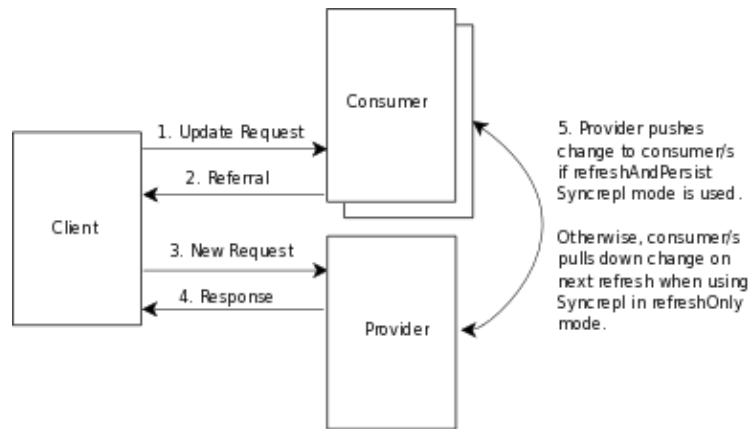 Consumer
1. Update Request
2. Referral
Client
3. New Request
4. Response
Provider
5. Provider pushes
change to consumer/s
if refreshAndPersist
Syncrepl mode is used.
Otherwise, consumer/s
pulls down change on
next refresh when using
Syncrepl in refreshOnly
mode.